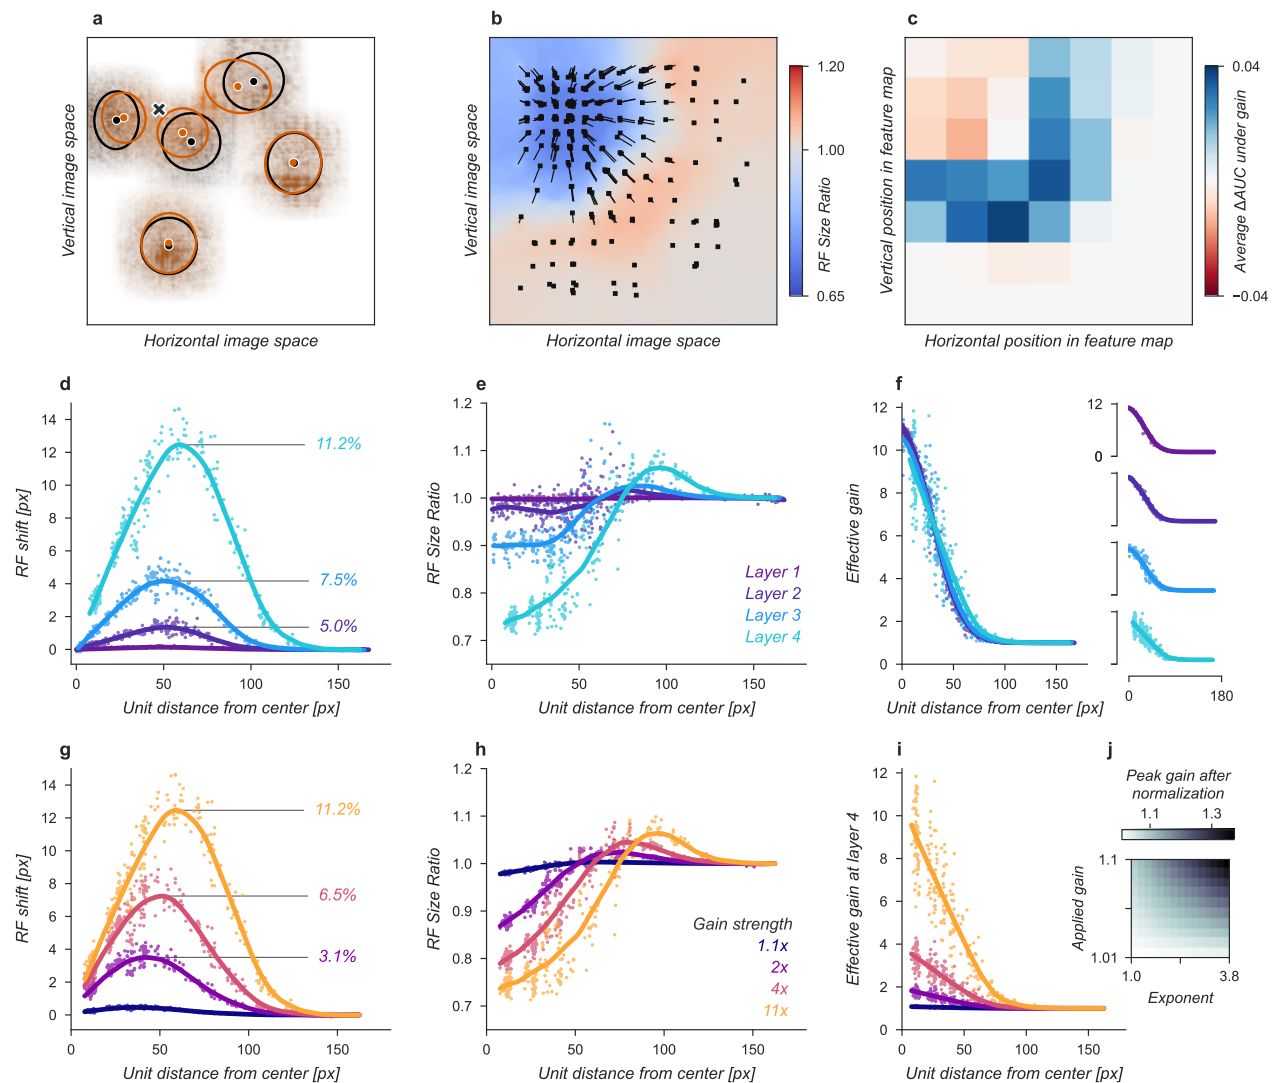 a
Vertical image space
Horizontal image space
b
Vertical image space
Horizontal image space
1.20
1.00
0.65
RF Size Ratio
c
Vertical position in feature map
Horizontal position in feature map
0.04
−0.04
Average ΔAUC under gain
d
RF shift [px]
14
12
10
8
6
4
2
0
11.2%
7.5%
5.0%
0
50
100
150
Unit distance from center [px]
e
RF Size Ratio
1.2
1.1
1.0
0.9
0.8
0.7
Layer 1
Layer 2
Layer 3
Layer 4
0
50
100
150
Unit distance from center [px]
f
Effective gain
12
10
8
6
4
2
0
0
50
100
150
Unit distance from center [px]
12
0
0
180
g
RF shift [px]
14
12
10
8
6
4
2
0
11.2%
6.5%
3.1%
0
50
100
150
Unit distance from center [px]
h
RF Size Ratio
1.2
1.1
1.0
0.9
0.8
0.7
Gain strength
1.1x
2x
4x
11x
0
50
100
150
Unit distance from center [px]
i
Effective gain at layer 4
12
10
8
6
4
2
0
0
50
100
150
Unit distance from center [px]
j
Peak gain after
normalization
1.1
1.3
Applied gain
1.1
1.01
1.0
3.8
Exponent